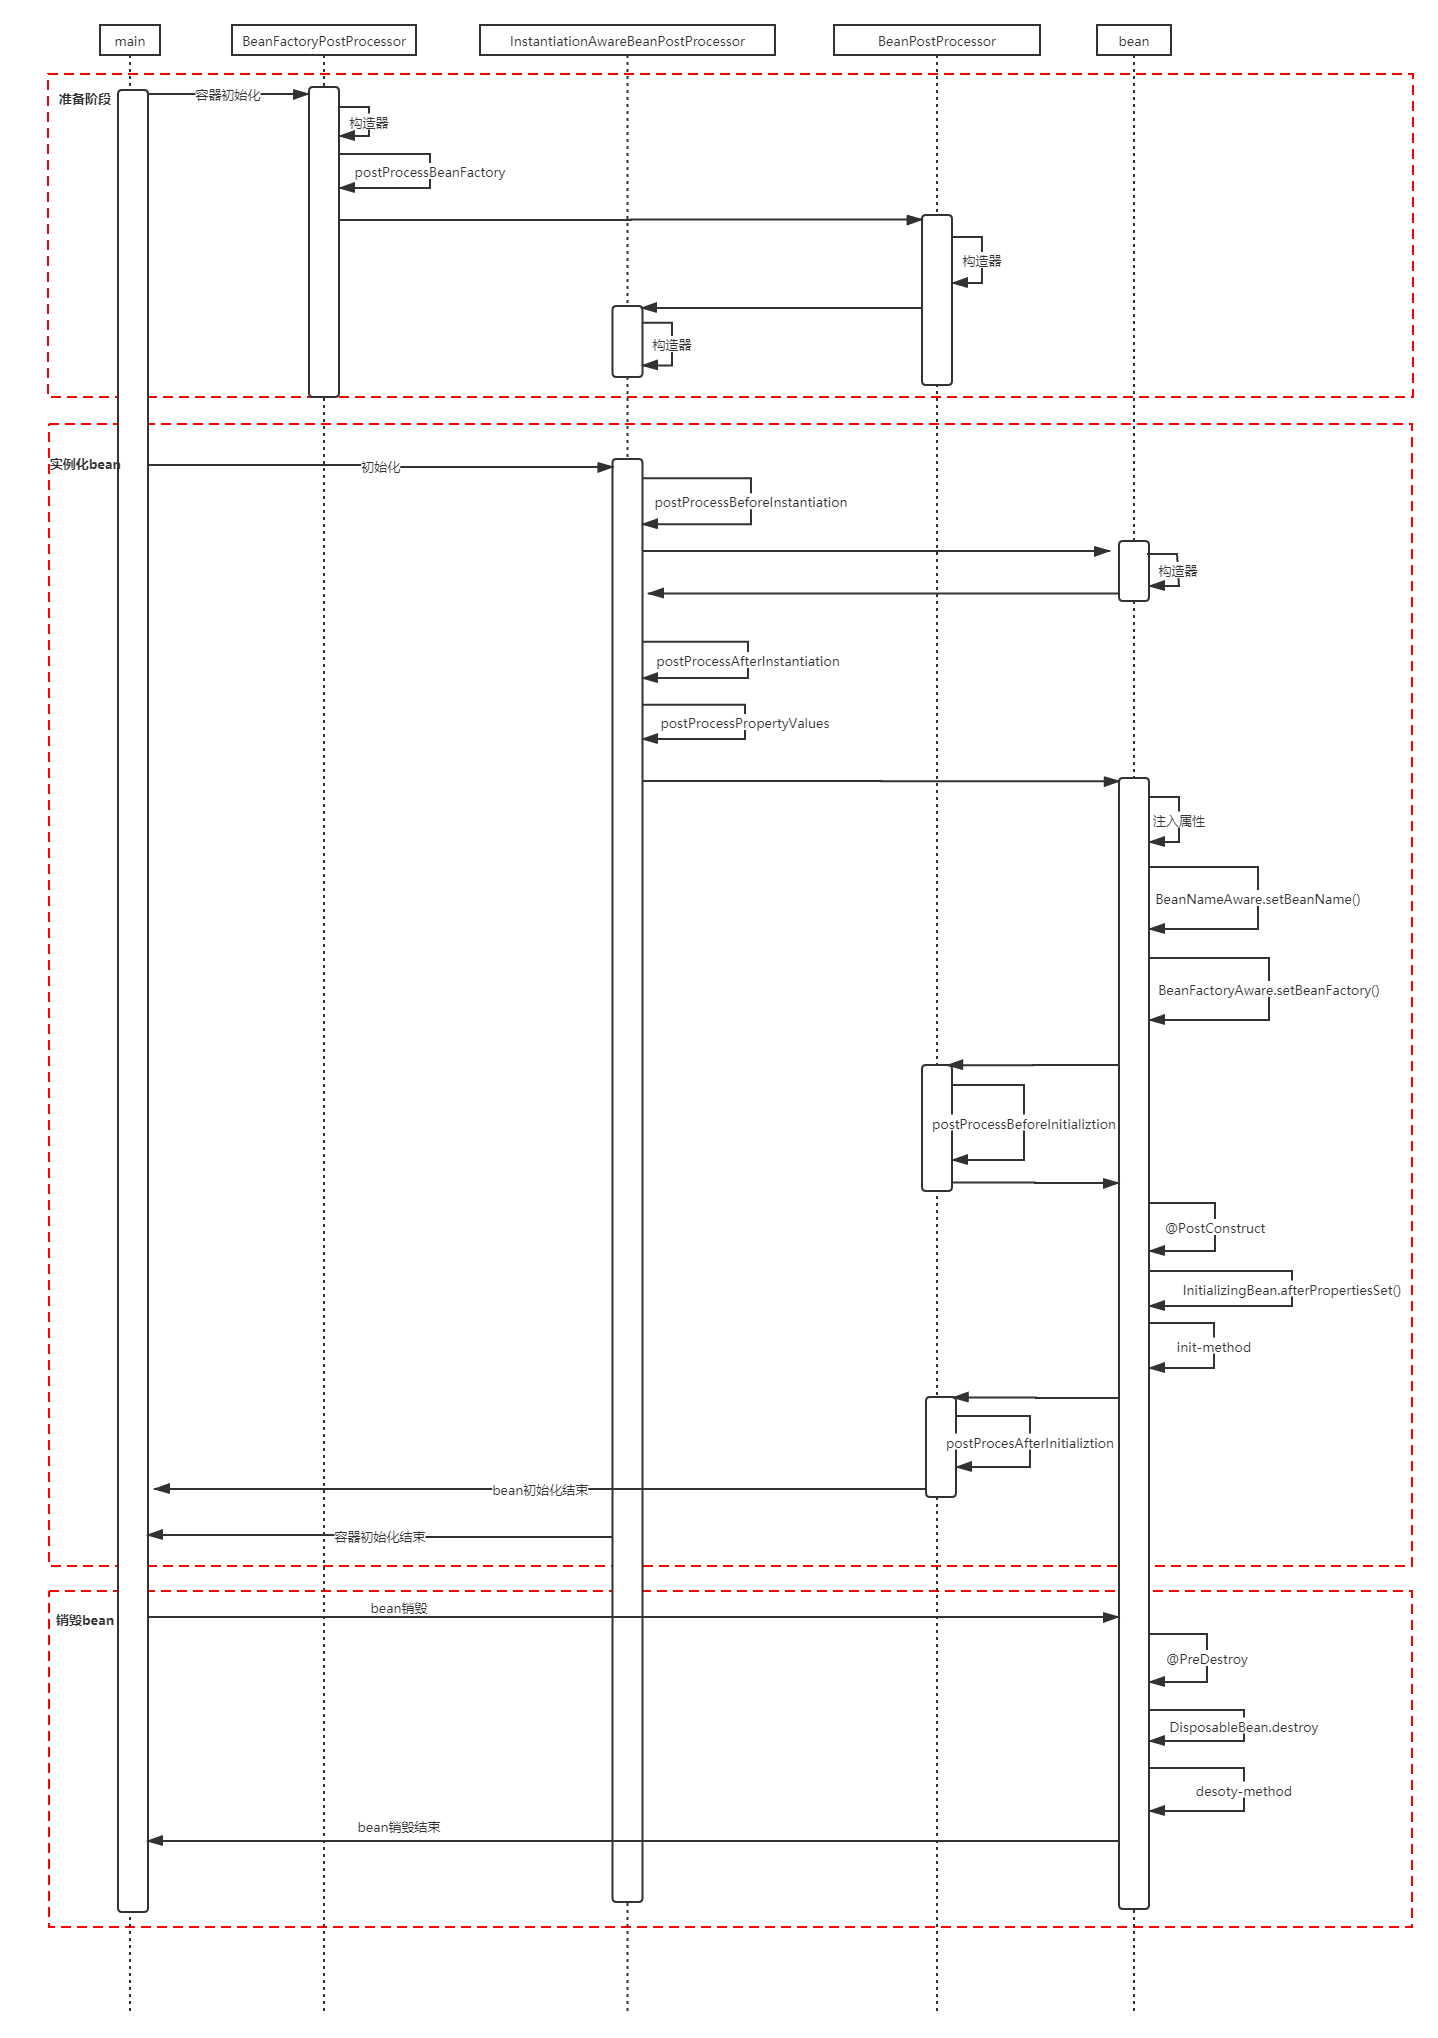 main
BeanFactoryPostProcessor
InstantiationAwareBeanPostProcessor
BeanPostProcessor
bean
准备阶段
容器初始化
构造器
postProcessBeanFactory
构造器
构造器
实例化bean
初始化
postProcessBeforeInstantiation
构造器
postProcessAfterInstantiation
postProcessPropertyValues
注入属性
BeanNameAware.setBeanName()
BeanFactoryAware.setBeanFactory()
postProcessBeforeInitializtion
@PostConstruct
InitializingBean.afterPropertiesSet()
init-method
postProcesAfterInitializtion
bean初始化结束
容器初始化结束
销毁bean
bean销毁
@PreDestroy
DisposableBean.destroy
desoty-method
bean销毁结束